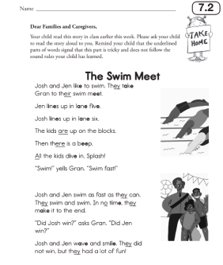 Name
7.2
TAKE
HOME
Dear Families and Caregivers,
Your child read this story in class earlier this week. Please ask your child
to read the story aloud to you. Remind your child that the underlined
parts of words signal that this part is tricky and does not follow the
sound rules your child has learned.
The Swim Meet
Josh and Jen like to swim. They take
Gran to their swim meet.
Jen lines up in lane five.
Josh lines up in lane six.
The kids are up on the blocks.
Then there is a beep.
All the kids dive in. Splash!
"Swim!" yells Gran. "Swim fast!"
Josh and Jen swim as fast as they can.
They swim and swim. In no time, they
make it to the end.
"Did Josh win?" asks Gran. "Did Jen
win?"
Josh and Jen wave and smile. They did
not win, but they had a lot of fun!